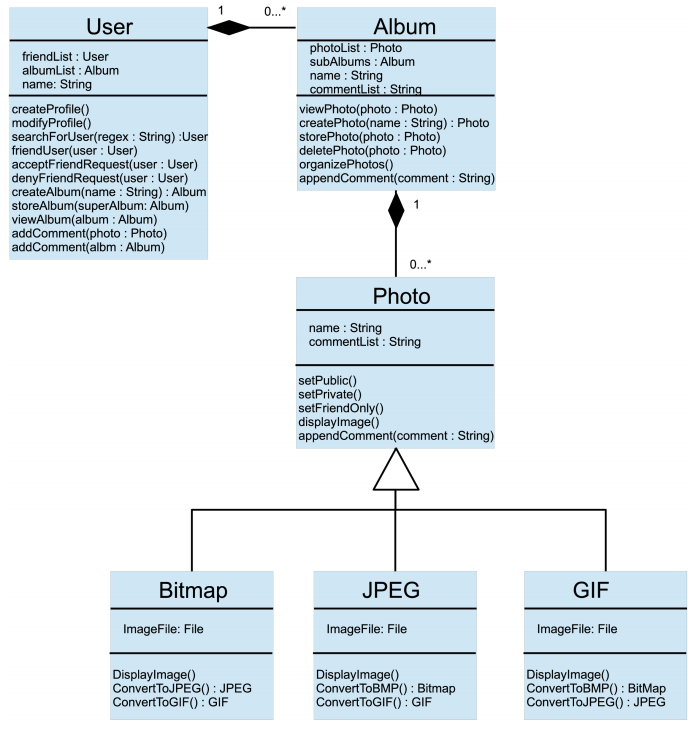 User
friendList : User
albumList : Album
name: String
createProfile()
modifyProfile()
searchForUser(regex : String) :User
friendUser(user : User)
acceptFriendRequest(user : User)
denyFriendRequest(user : User)
createAlbum(name : String) : Album
storeAlbum(superAlbum: Album)
viewAlbum(album : Album)
addComment(photo : Photo)
addComment(albm : Album)
1
0...*
Album
photoList : Photo
subAlbums : Album
name : String
commentList : String
viewPhoto(photo : Photo)
createPhoto(name : String) : Photo
storePhoto(photo : Photo)
deletePhoto(photo : Photo)
organizePhotos()
appendComment(comment : String)
1
0...*
Photo
name : String
commentList : String
setPublic()
setPrivate()
setFriendOnly()
displayImage()
appendComment(comment : String)
Bitmap
ImageFile: File
DisplayImage()
ConvertToJPEG() : JPEG
ConvertToGIF() : GIF
JPEG
ImageFile: File
DisplayImage()
ConvertToBMP() : Bitmap
ConvertToGIF() : GIF
GIF
ImageFile: File
DisplayImage()
ConvertToBMP() : BitMap
ConvertToJPEG() : JPEG